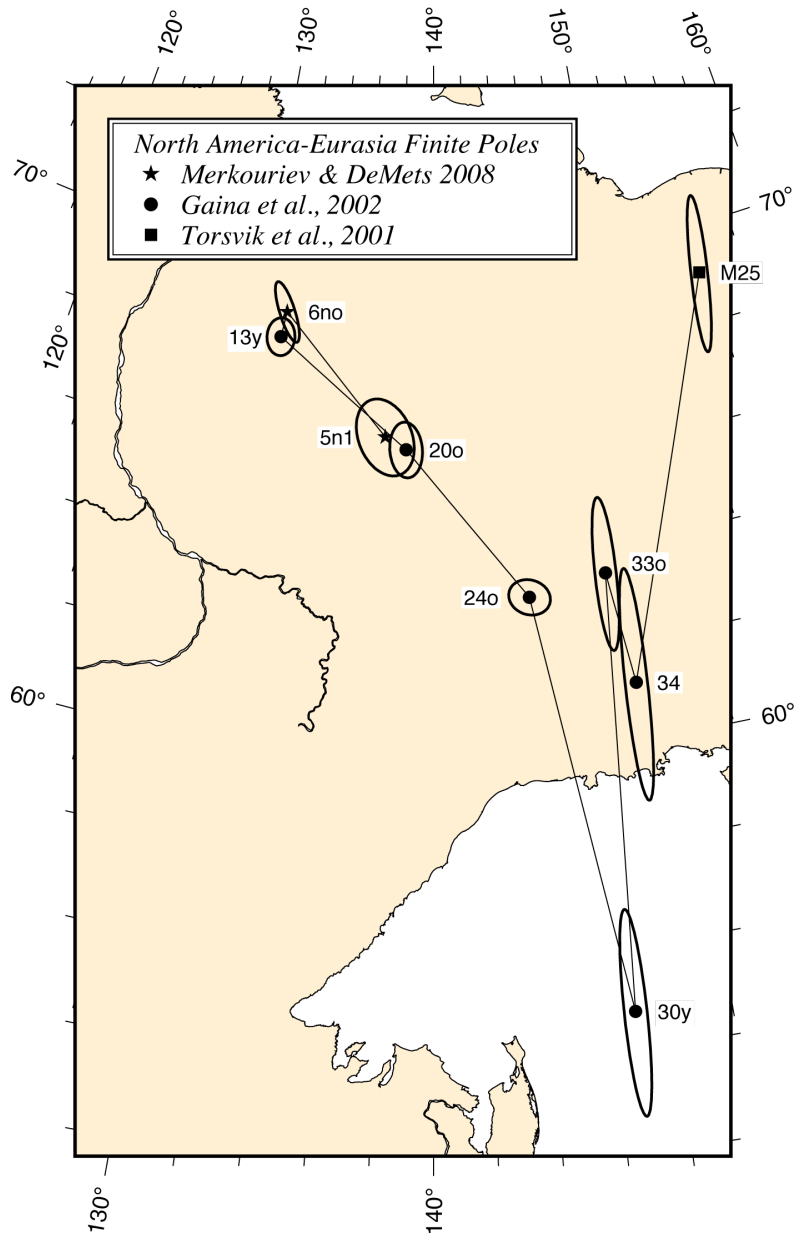 120°
130°
140°
150°
160°
North America-Eurasia Finite Poles
Merkouriev & DeMets 2008
Gaina et al., 2002
Torsvik et al., 2001
70°
70°
M25
6no
13y
120°
5n1
20o
33o
24o
34
60°
60°
30y
130°
140°